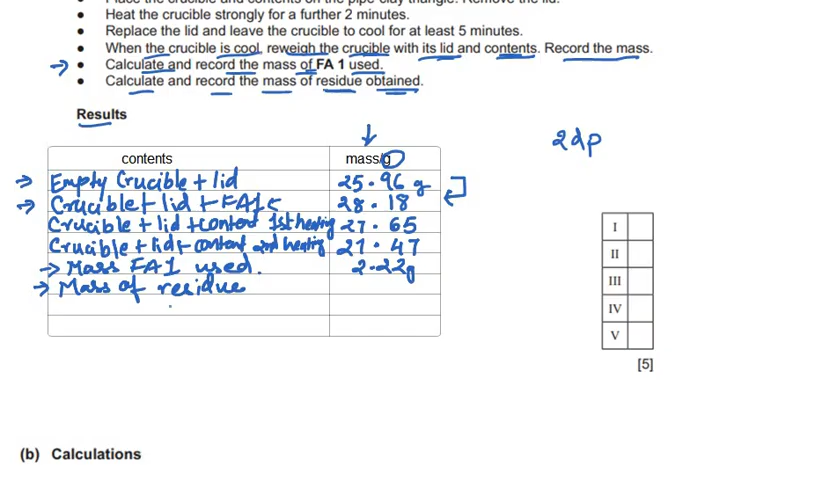 • Heat the crucible strongly for a further 2 minutes.
• Replace the lid and leave the crucible to cool for at least 5 minutes.
• When the crucible is cool, reweigh the crucible with its lid and contents. Record the mass.
• Calculate and record the mass of FA 1 used.
• Calculate and record the mass of residue obtained.
Results
2dp
contents mass/g
Empty Crucible + lid 25.96 g
Crucible + lid + FA1 28.18
Crucible + lid + content 1st heating 27.65
Crucible + lid + content 2nd heating 27.47
Mass FA1 used. 2.22g
Mass of residue
I
II
III
IV
V
[5]
(b) Calculations